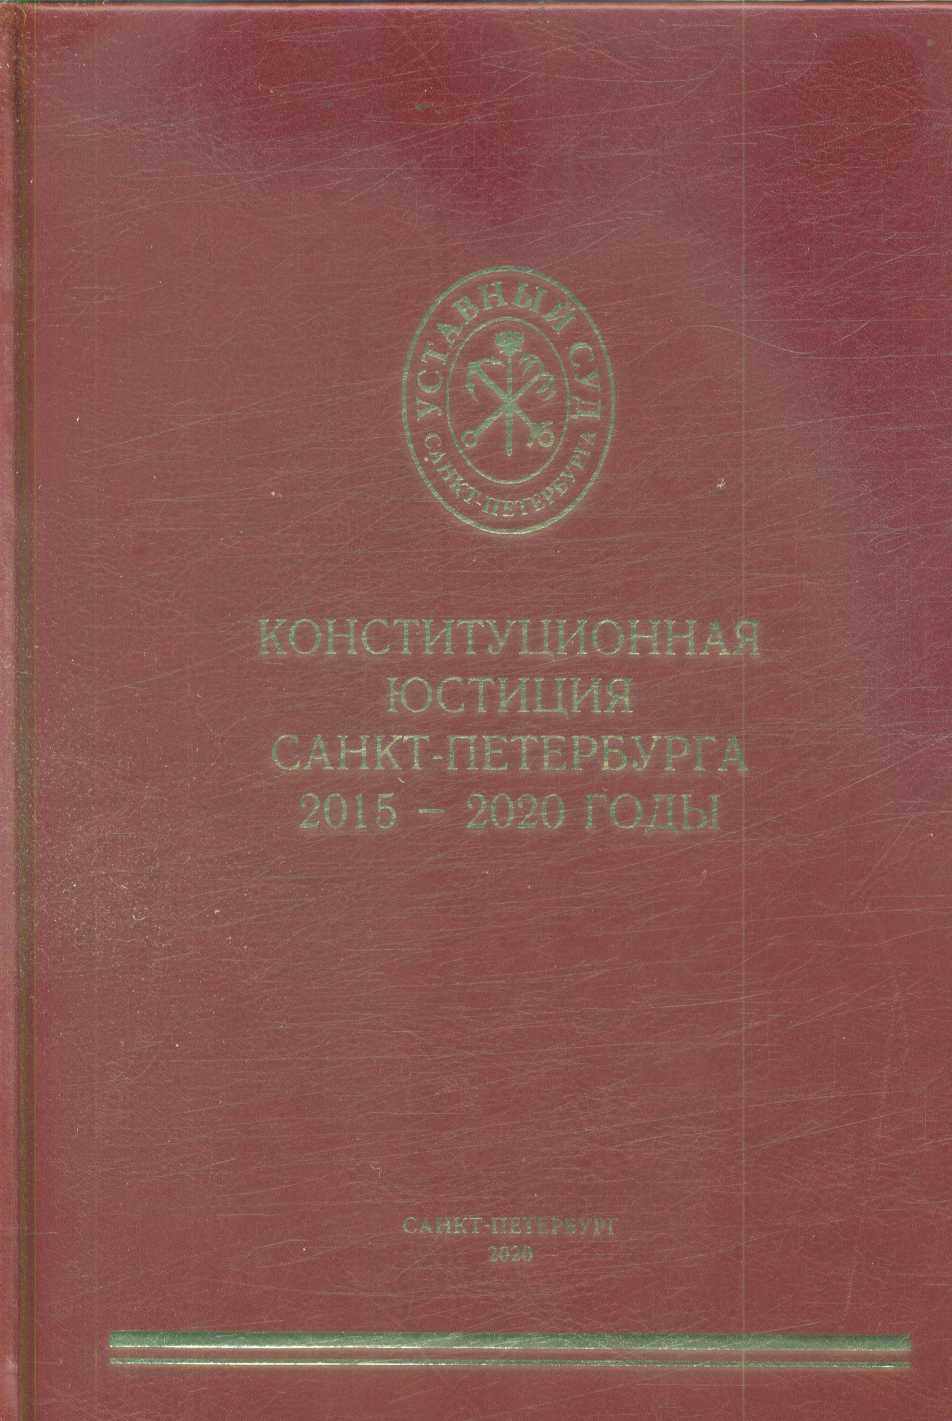 УСТАВНЫЙ СУД
САНКТ-ПЕТЕРБУРГА
КОНСТИТУЦИОННАЯ
ЮСТИЦИЯ
САНКТ-ПЕТЕРБУРГА
2015 – 2020 ГОДЫ
САНКТ-ПЕТЕРБУРГ
2020